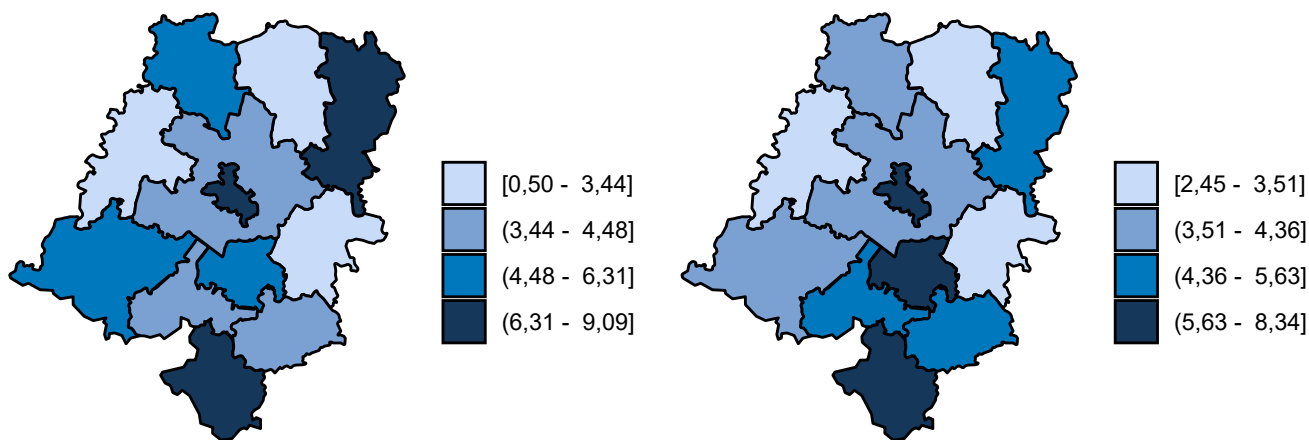 [0,50 - 3,44]
(3,44 - 4,48]
(4,48 - 6,31]
(6,31 - 9,09]
[2,45 - 3,51]
(3,51 - 4,36]
(4,36 - 5,63]
(5,63 - 8,34]